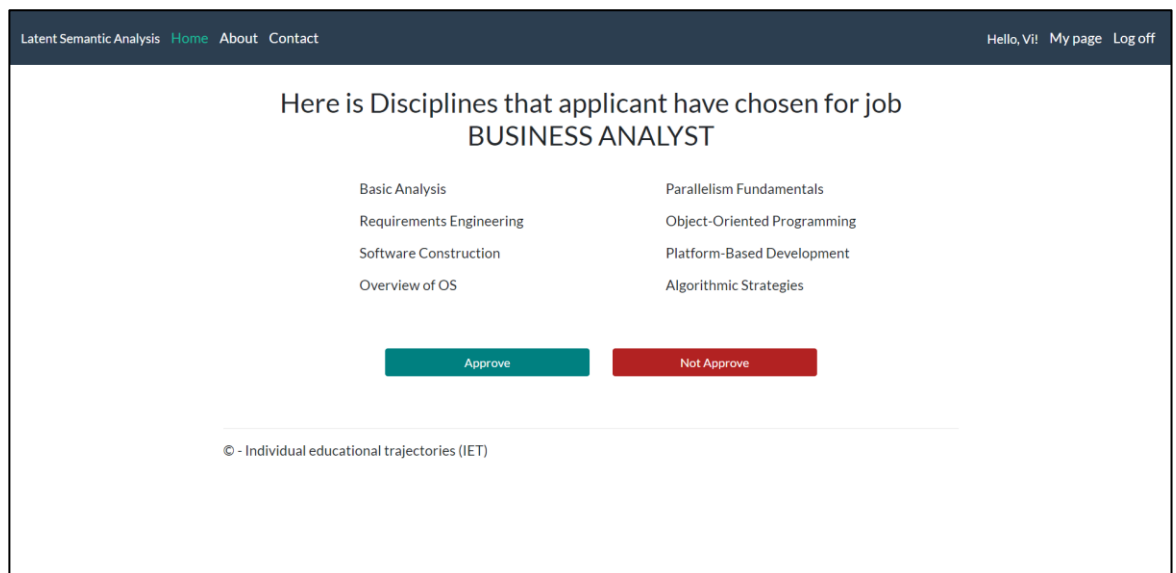 Latent Semantic Analysis Home About Contact Hello, Vi! My page Log off
Here is Disciplines that applicant have chosen for job
BUSINESS ANALYST
Basic Analysis Parallelism Fundamentals
Requirements Engineering Object-Oriented Programming
Software Construction Platform-Based Development
Overview of OS Algorithmic Strategies
Approve Not Approve
© - Individual educational trajectories (IET)